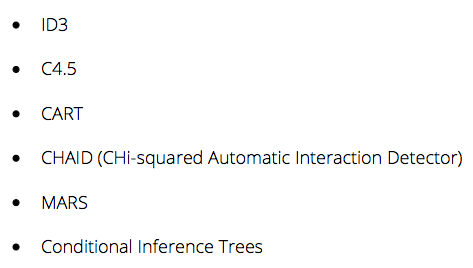 • ID3
• C4.5
• CART
• CHAID (CHi-squared Automatic Interaction Detector)
• MARS
• Conditional Inference Trees